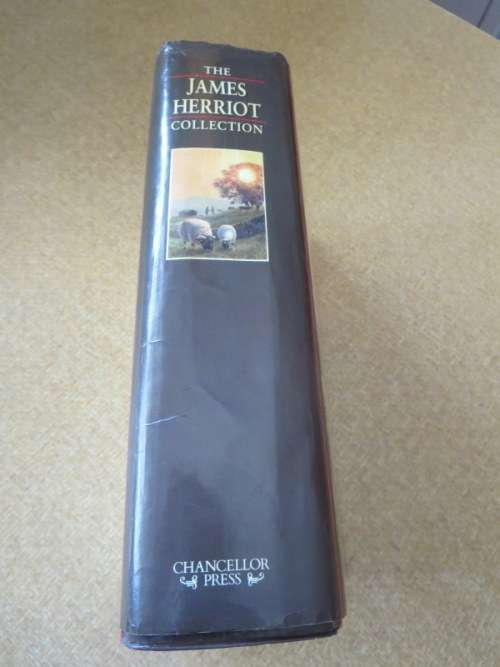 THE
JAMES
HERRIOT
COLLECTION
CHANCELLOR
PRESS